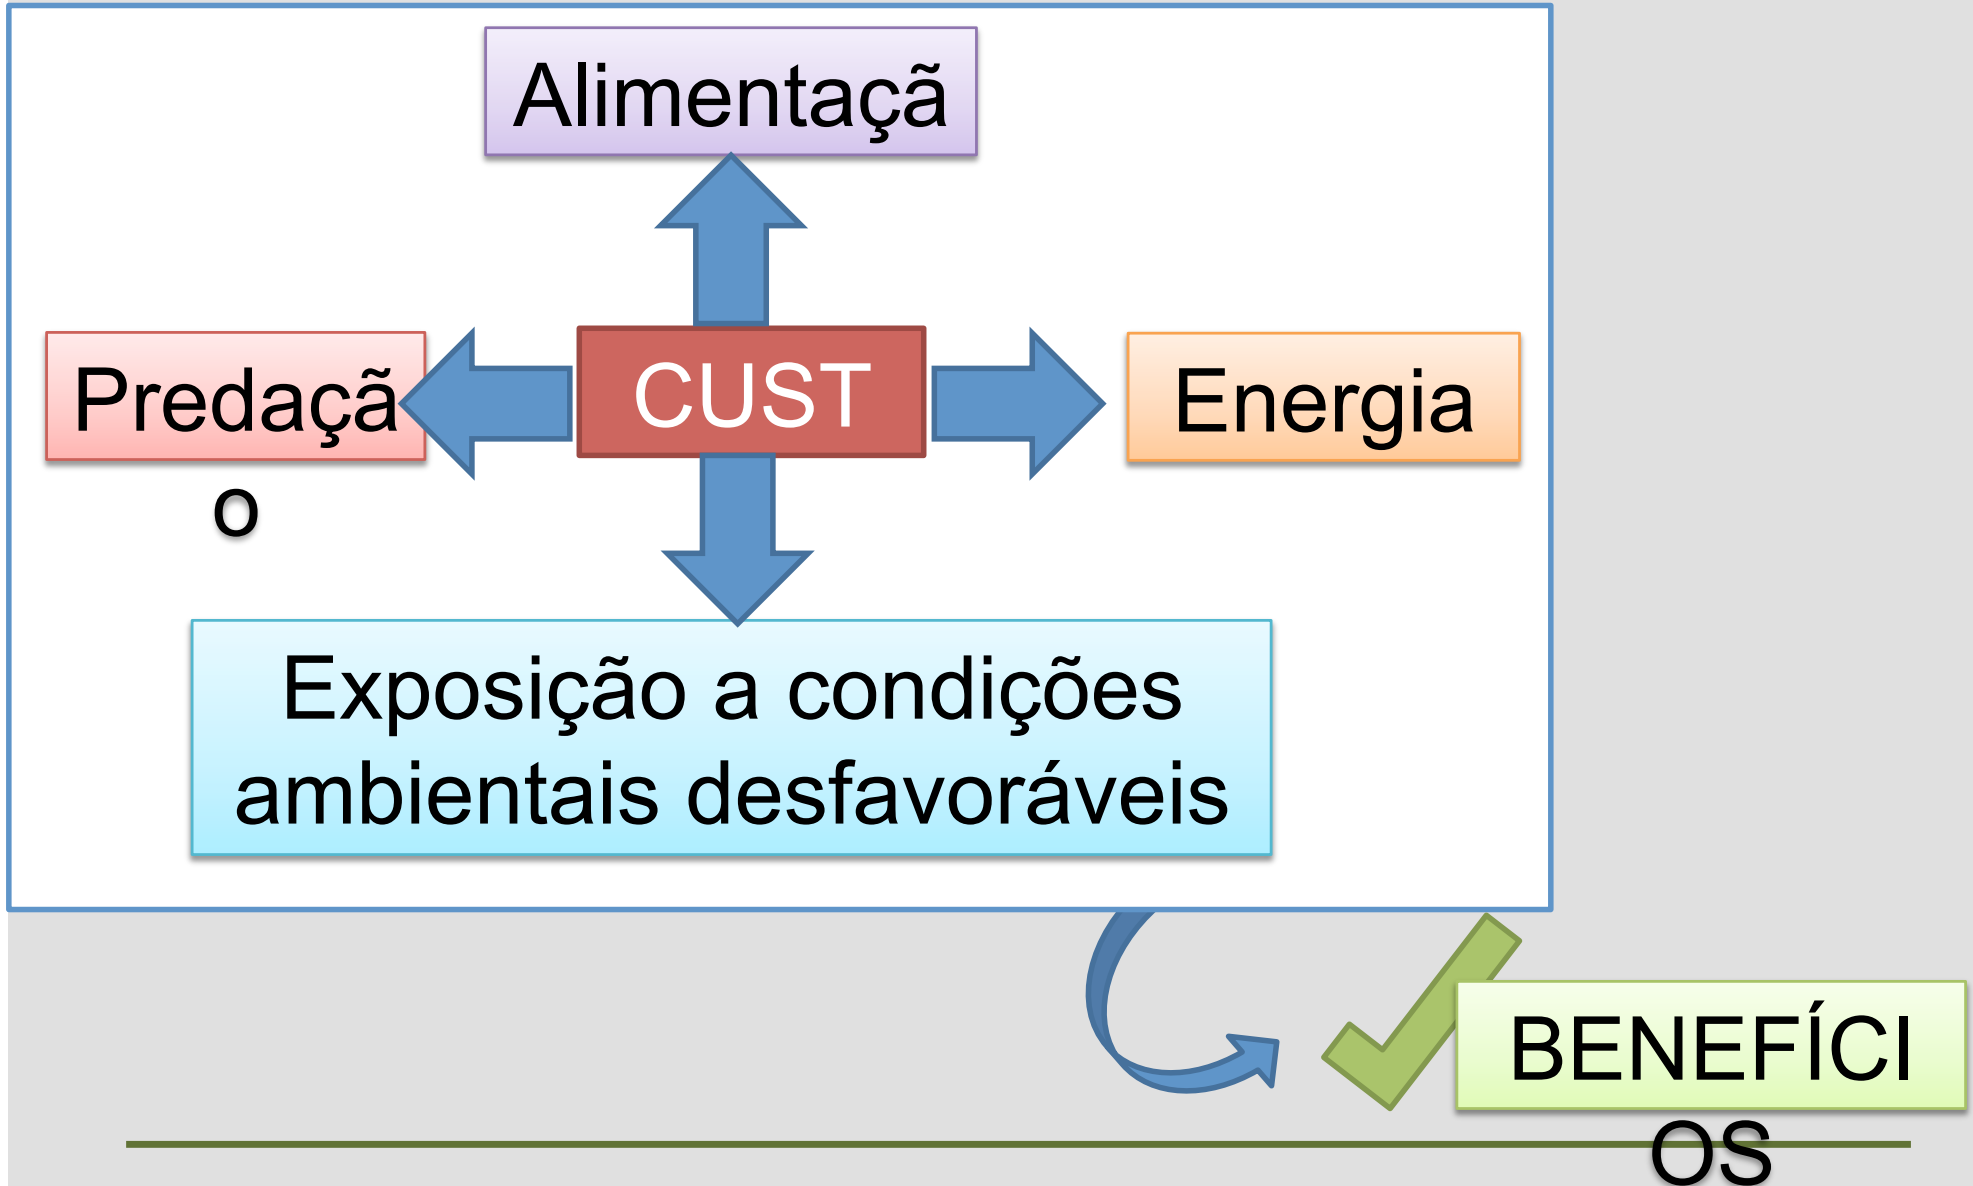 Alimentaçã
Predaçã
o
CUST
Energia
Exposição a condições
ambientais desfavoráveis
BENEFÍCI
OS